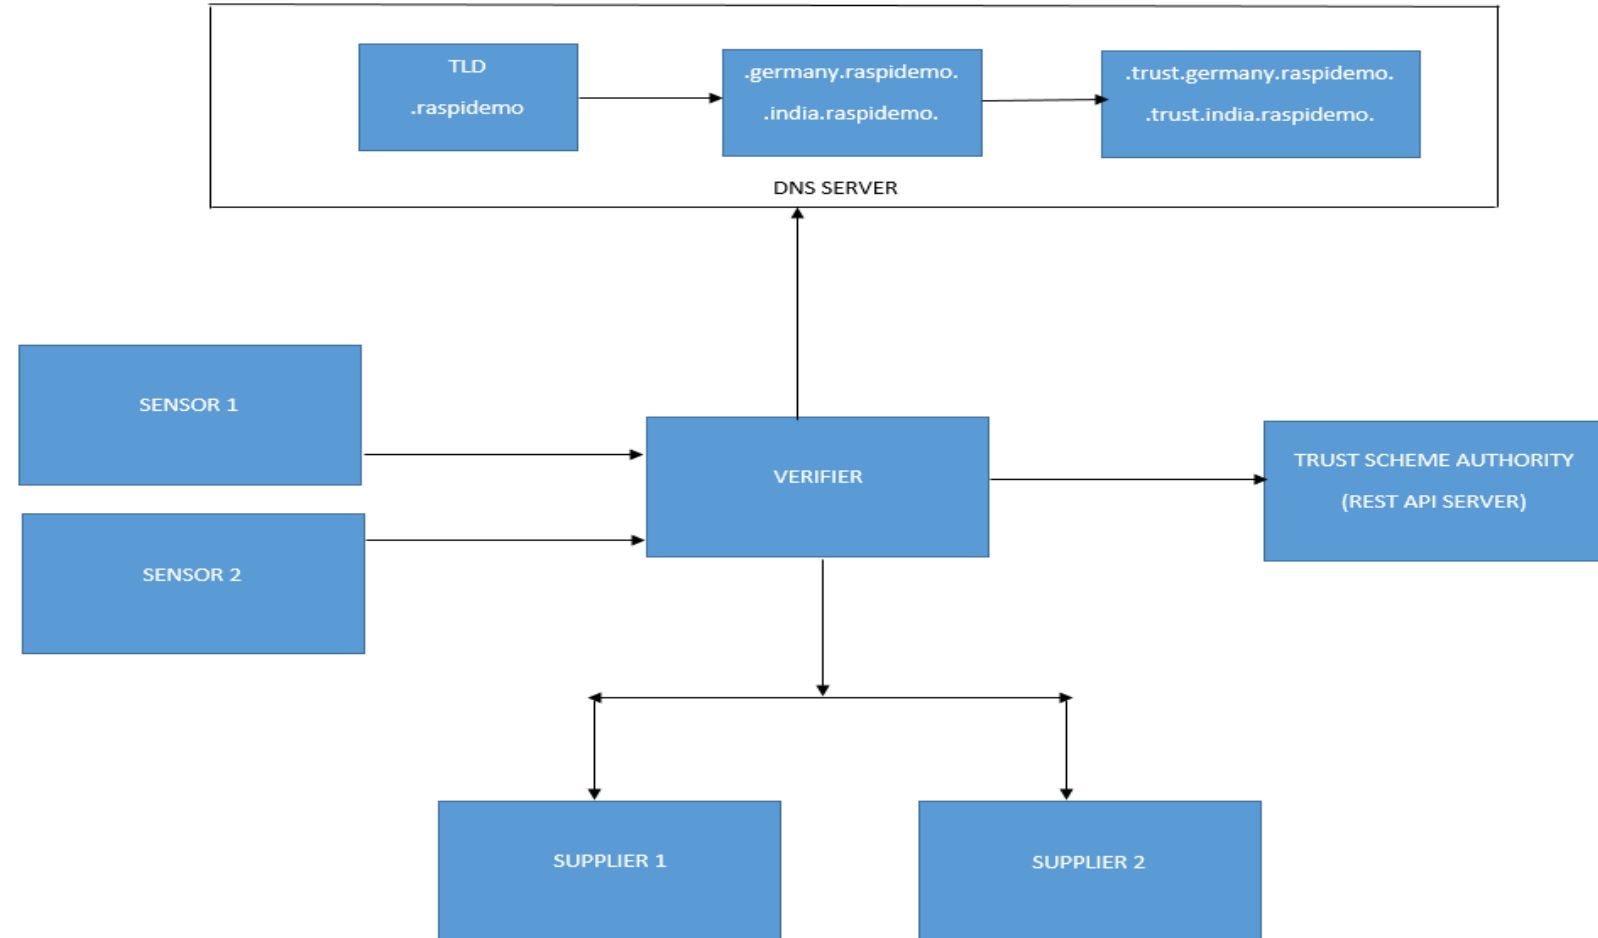 TLD
.raspidemo
.germany.raspidemo.
.india.raspidemo.
.trust.germany.raspidemo.
.trust.india.raspidemo.
DNS SERVER
SENSOR 1
SENSOR 2
VERIFIER
TRUST SCHEME AUTHORITY
(REST API SERVER)
SUPPLIER 1
SUPPLIER 2